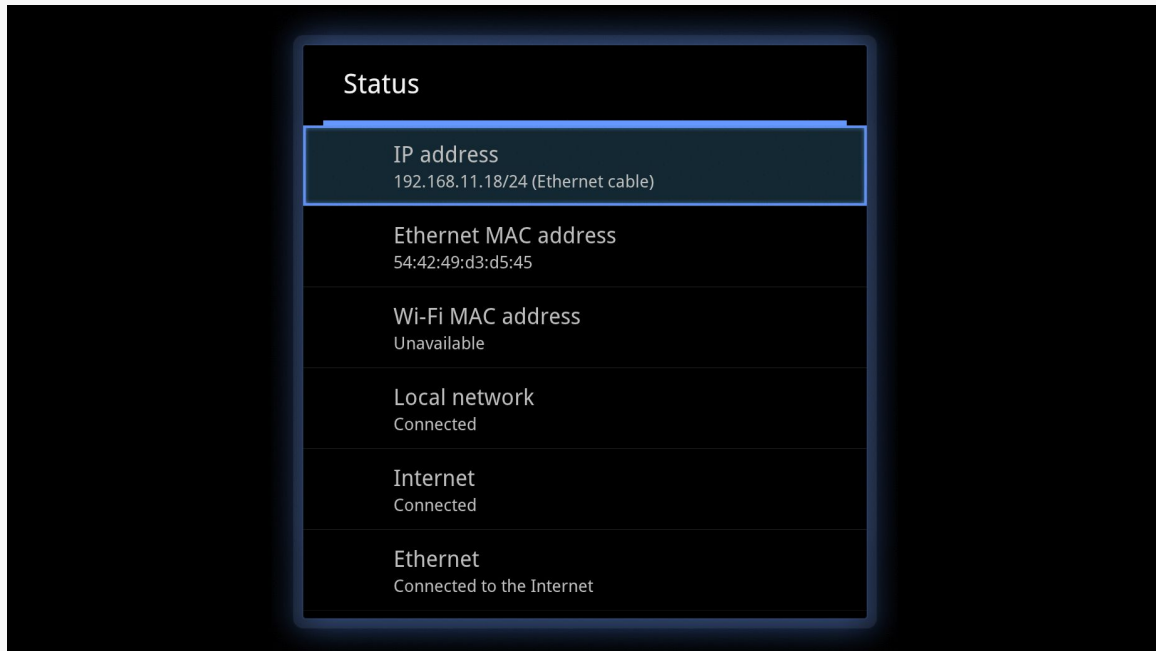 Status
IP address
192.168.11.18/24 (Ethernet cable)
Ethernet MAC address
54:42:49:d3:d5:45
Wi-Fi MAC address
Unavailable
Local network
Connected
Internet
Connected
Ethernet
Connected to the Internet